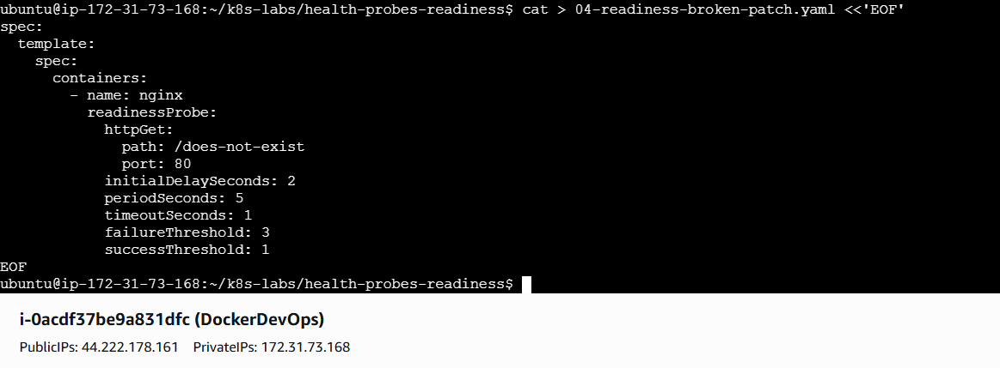 ubuntu@ip-172-31-73-168:~/k8s-labs/health-probes-readiness$ cat > 04-readiness-broken-patch.yaml <<'EOF'
spec:
  template:
    spec:
      containers:
        - name: nginx
          readinessProbe:
            httpGet:
              path: /does-not-exist
              port: 80
            initialDelaySeconds: 2
            periodSeconds: 5
            timeoutSeconds: 1
            failureThreshold: 3
            successThreshold: 1
EOF
ubuntu@ip-172-31-73-168:~/k8s-labs/health-probes-readiness$
i-0acdf37be9a831dfc (DockerDevOps)
PublicIPs: 44.222.178.161    PrivateIPs: 172.31.73.168